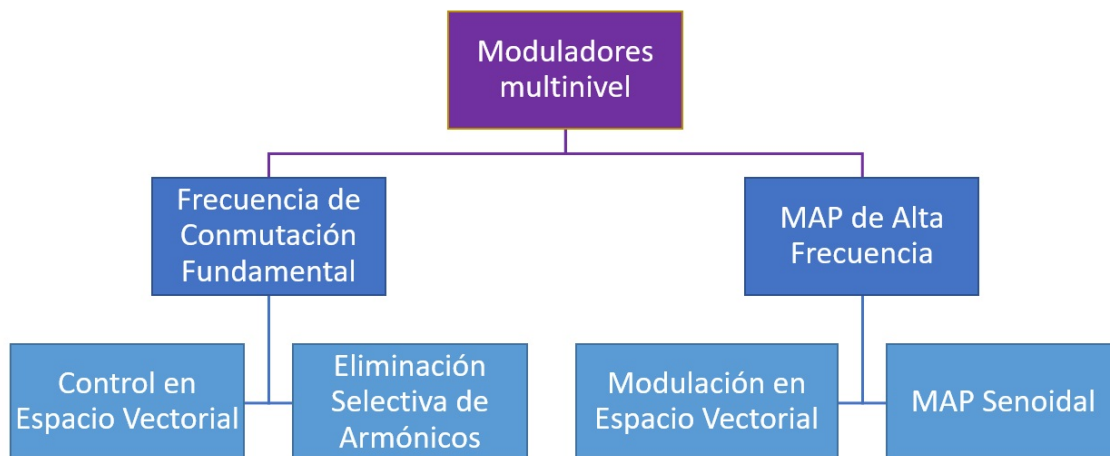 Moduladores
multinivel
Frecuencia de
Conmutación
Fundamental
MAP de Alta
Frecuencia
Control en
Espacio Vectorial
Eliminación
Selectiva de
Armónicos
Modulación en
Espacio Vectorial
MAP Senoidal